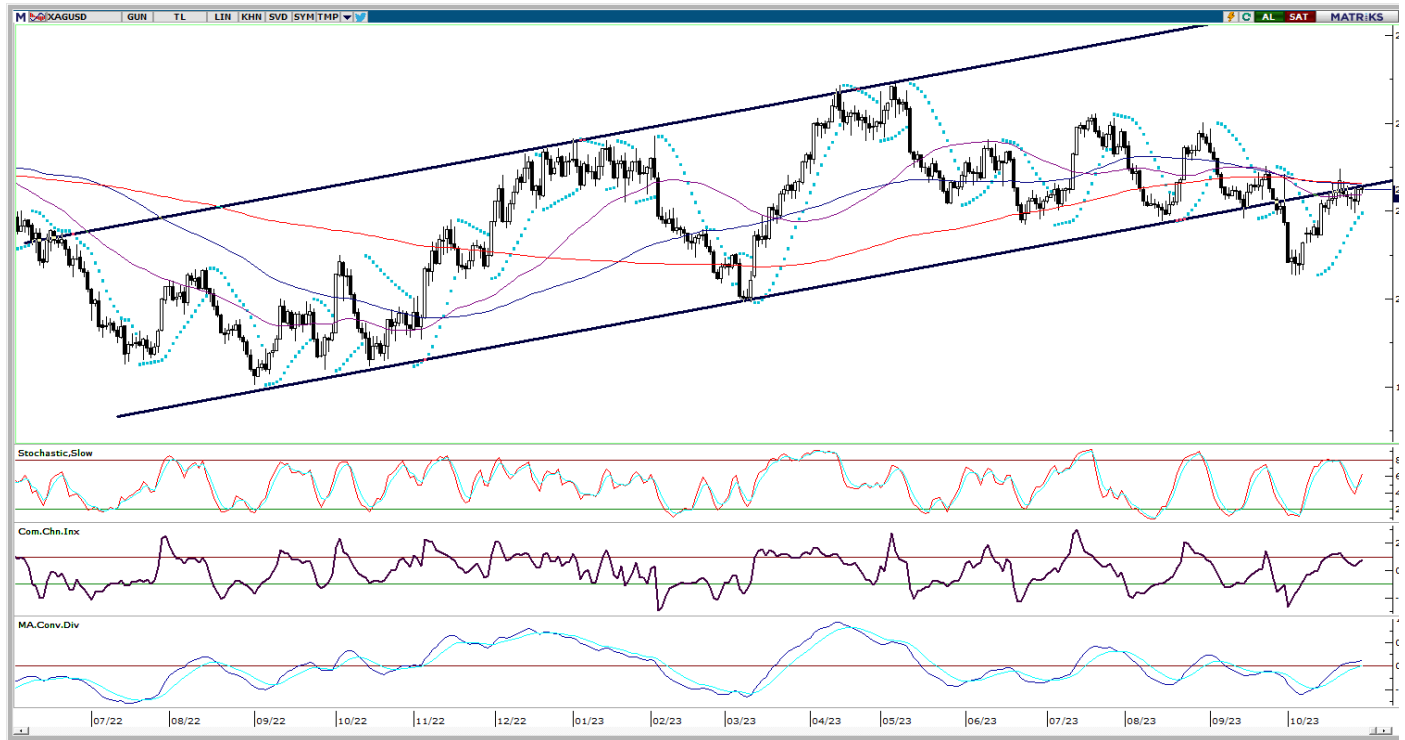 M XAGUSD GUN TL LIN KHN SVD SYM TMP C AL SAT MATRİKS
Stochastic,Slow
Com.Chn.Inx
MA.Conv.Div
07/22 08/22 09/22 10/22 11/22 12/22 01/23 02/23 03/23 04/23 05/23 06/23 07/23 08/23 09/23 10/23